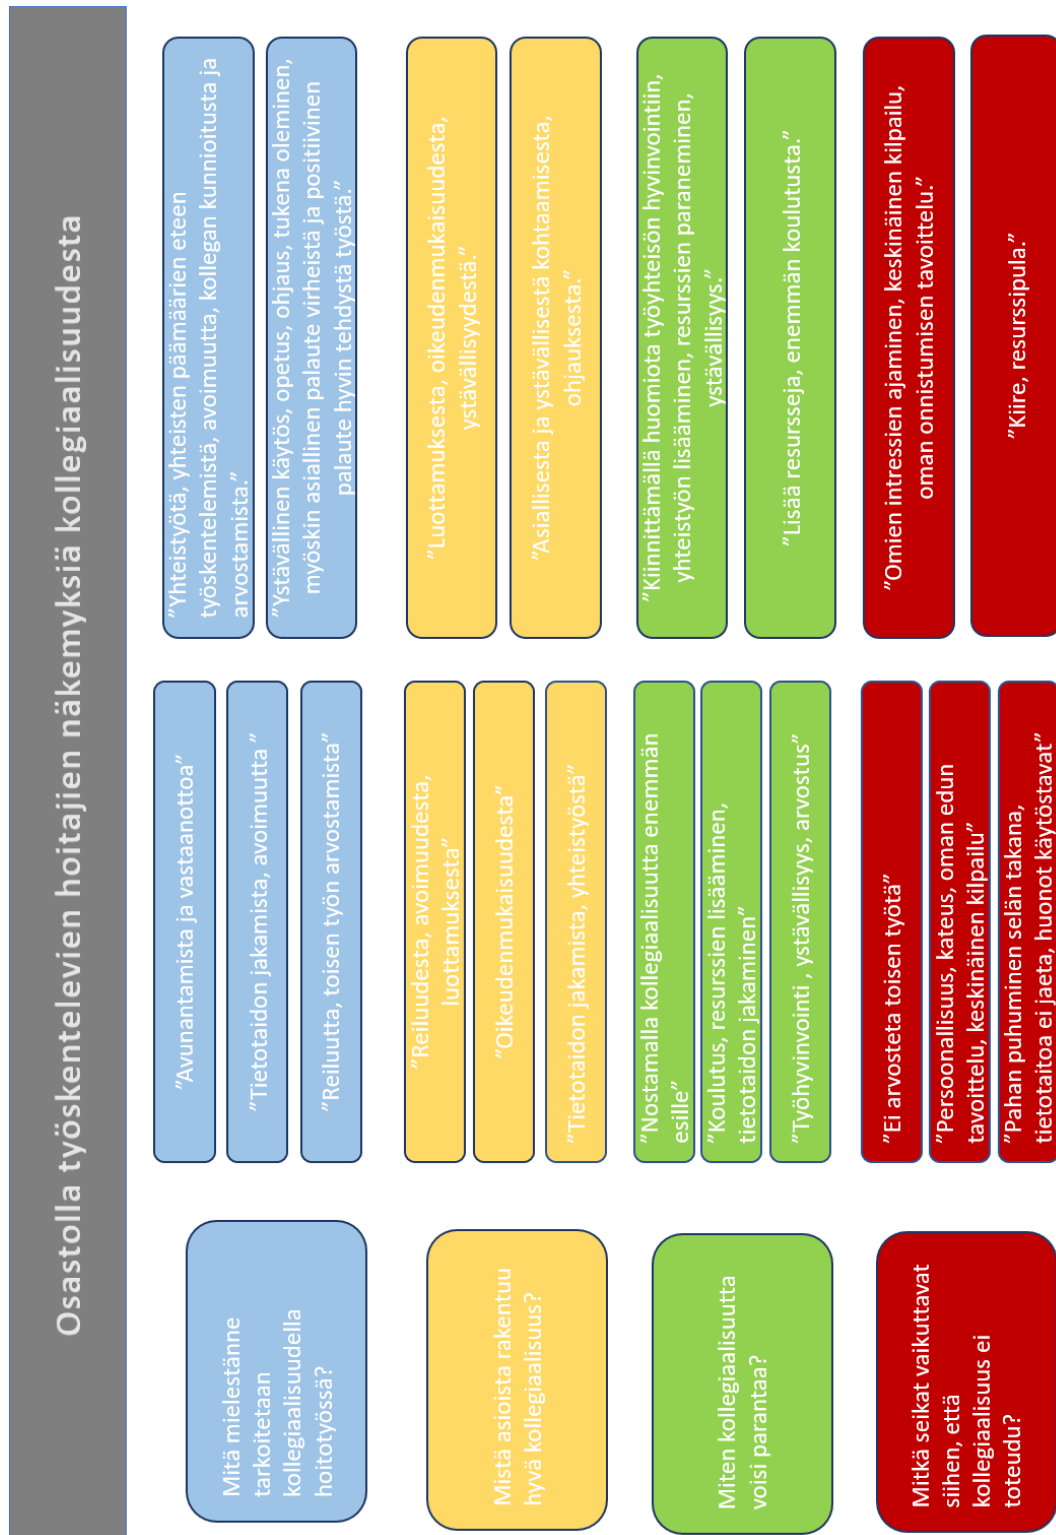 Osastolla työskentelevien hoitajien näkemyksiä kollegiaalisuudesta
Mitä mielestänne
tarkoitetaan
kollegiaalisuudella
hoitotyössä?
”Avunantamista ja vastaanottoa”
”Tietotaidon jakamista, avoimuutta ”
”Reiluutta, toisen työn arvostamista”
”Yhteistyötä, yhteisten päämäärien eteen
työskentelemistä, avoimuutta, kollegan kunnioitusta ja
arvostamista.”
”Ystävällinen käytös, opetus, ohjaus, tukena oleminen,
myöskin asiallinen palaute virheistä ja positiivinen
palaute hyvin tehdystä työstä.”
Mistä asioista rakentuu
hyvä kollegiaalisuus?
”Reiluudesta, avoimuudesta,
luottamuksesta”
”Oikeudenmukaisuudesta”
”Tietotaidon jakamista, yhteistyöstä”
”Luottamuksesta, oikeudenmukaisuudesta,
ystävällisyydestä.”
”Asiallisesta ja ystävällisestä kohtaamisesta,
ohjauksesta.”
Miten kollegiaalisuutta
voisi parantaa?
”Nostamalla kollegiaalisuutta enemmän
esille”
”Koulutus, resurssien lisääminen,
tietotaidon jakaminen”
”Työhyvinvointi , ystävällisyys, arvostus”
”Kiinnittämällä huomiota työyhteisön hyvinvointiin,
yhteistyön lisääminen, resurssien paraneminen,
ystävällisyys.”
”Lisää resursseja, enemmän koulutusta.”
Mitkä seikat vaikuttavat
siihen, että
kollegiaalisuus ei
toteudu?
”Ei arvosteta toisen työtä”
”Persoonallisuus, kateus, oman edun
tavoittelu, keskinäinen kilpailu”
”Pahan puhuminen selän takana,
tietotaitoa ei jaeta, huonot käytöstavat”
”Omien intressien ajaminen, keskinäinen kilpailu,
oman onnistumisen tavoittelu.”
”Kiire, resurssipula.”